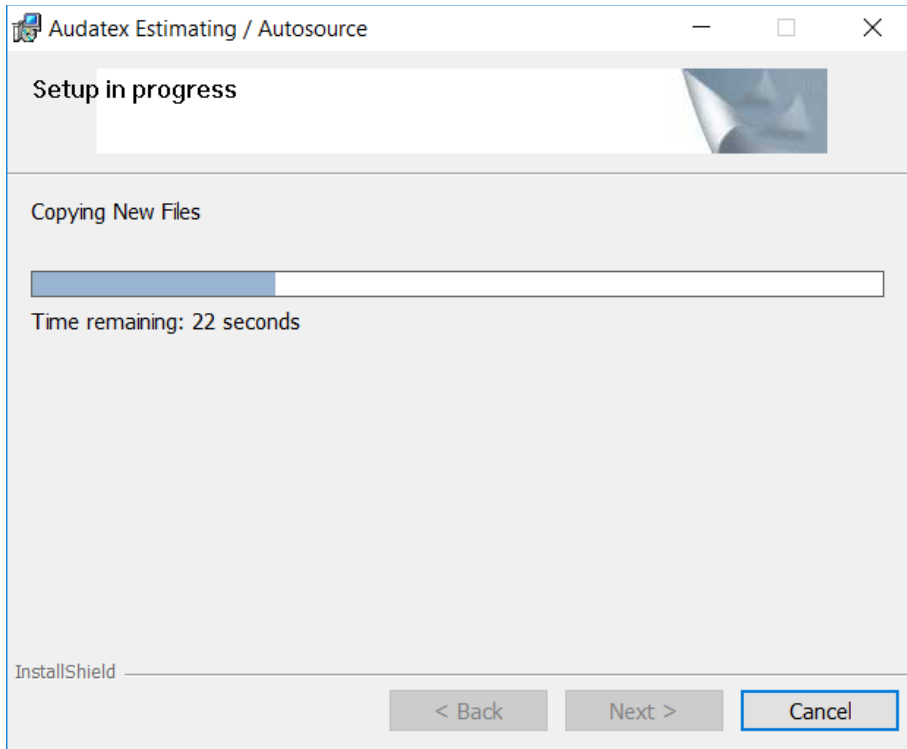 Audatex Estimating / Autosource
Setup in progress
Copying New Files
Time remaining: 22 seconds
InstallShield
< Back Next > Cancel